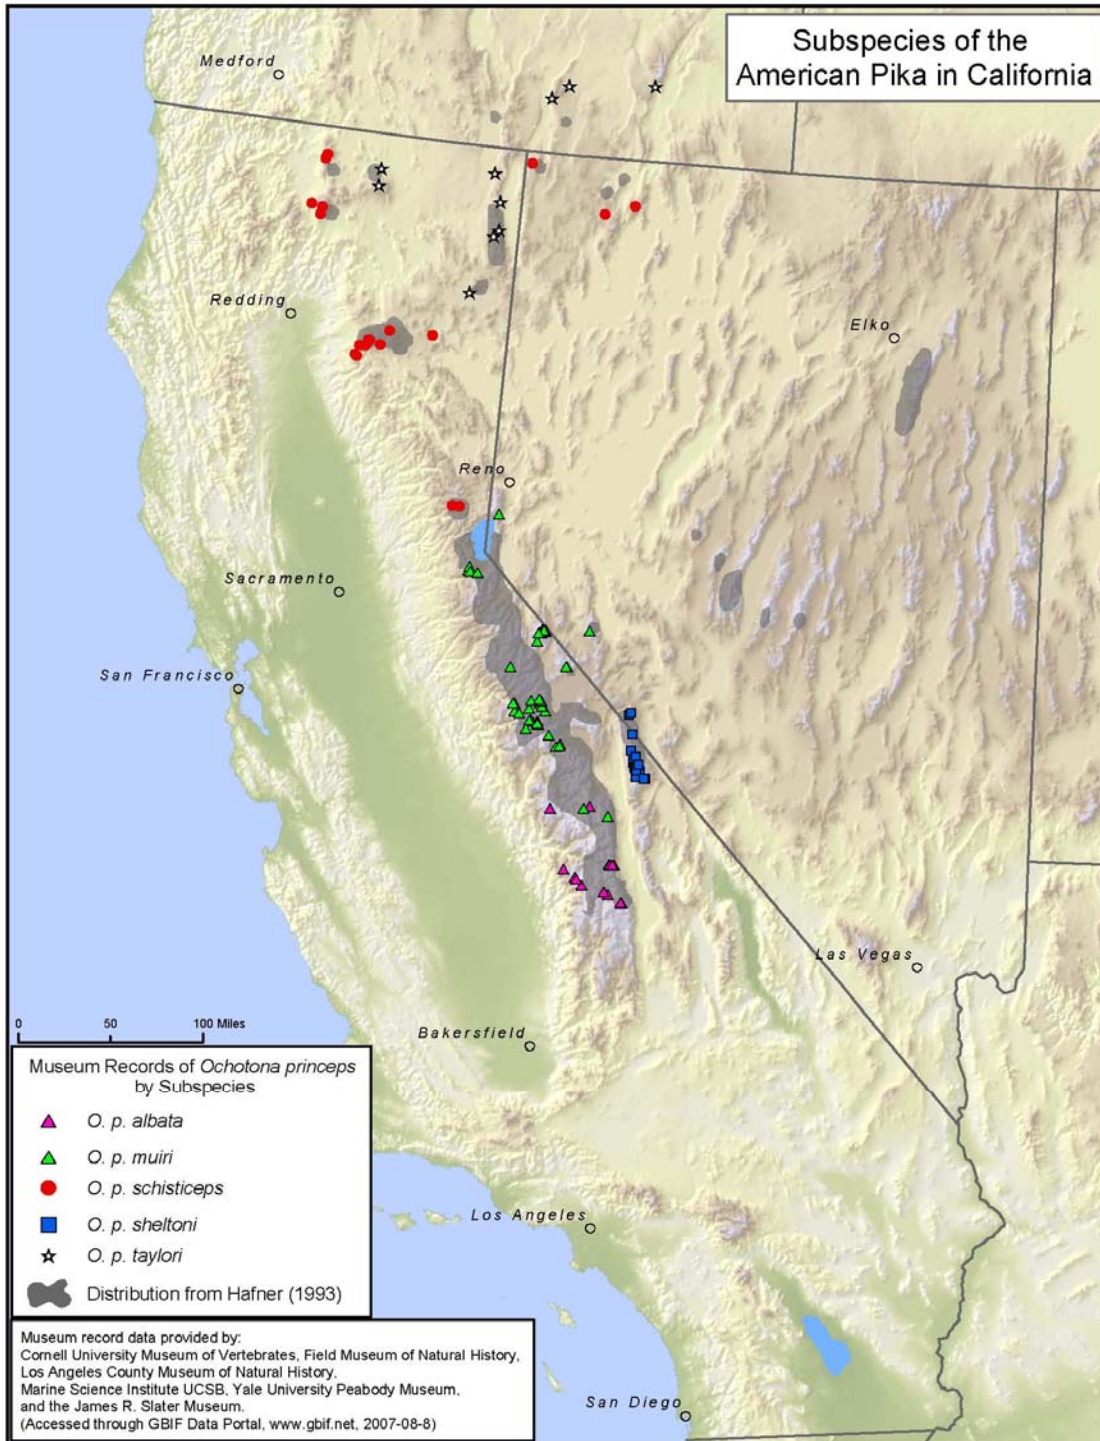 Subspecies of the
American Pika in California
Medford
Redding
Elko
Reno
Sacramento
San Francisco
Las Vegas
Bakersfield
Los Angeles
San Diego
0 50 100 Miles
Museum Records of Ochotona princeps
by Subspecies
O. p. albata
O. p. muiri
O. p. schisticeps
O. p. sheltoni
O. p. taylori
Distribution from Hafner (1993)
Museum record data provided by:
Cornell University Museum of Vertebrates, Field Museum of Natural History,
Los Angeles County Museum of Natural History.
Marine Science Institute UCSB, Yale University Peabody Museum,
and the James R. Slater Museum.
(Accessed through GBIF Data Portal, www.gbif.net, 2007-08-8)